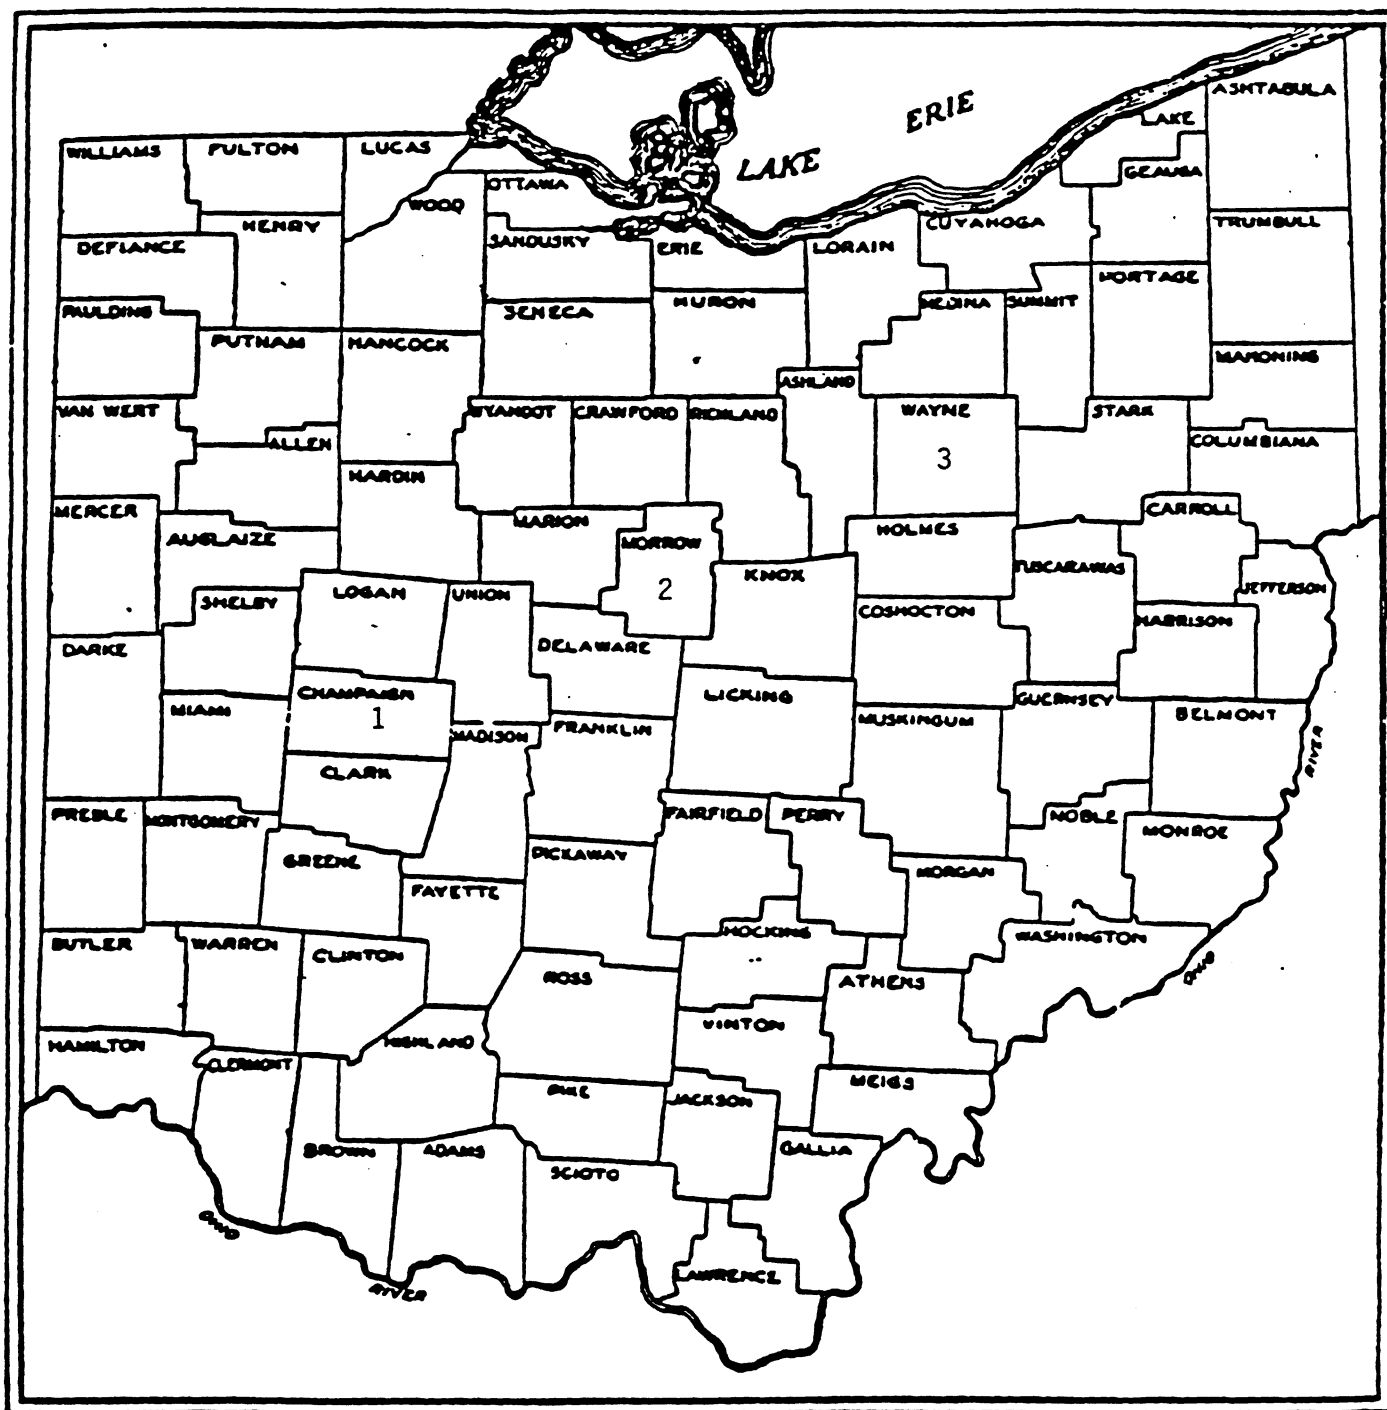 ERIE
LAKE
ASHTABULA
LAKE
GEAUGA
WILLIAMS
FULTON
LUCAS
OTTAWA
WOOD
HENRY
DEFIANCE
SANDUSKY
ERIE
LORAIN
CUYAHOGA
TRUMBULL
PORTAGE
PAULDING
SENECA
HURON
MEDINA
SUMMIT
PUTNAM
HANCOCK
MAHONING
ASHLAND
VAN WERT
WYANDOT
CRAWFORD
RICHLAND
WAYNE
STARK
ALLEN
COLUMBIANA
3
HARDIN
MERCER
MARION
CARROLL
AUGLAIZE
MORROW
HOLMES
KNOX
TUSCARAWAS
JEFFERSON
2
SHELBY
LOGAN
UNION
COSHOCTON
HARRISON
DARKE
DELAWARE
CHAMPAIGN
LICKING
GUERNSEY
MIAMI
1
MADISON
FRANKLIN
MUSKINGUM
BELMONT
RIVER
CLARK
PREBLE
MONTGOMERY
FAIRFIELD
PERRY
NOBLE
MONROE
GREENE
PICKAWAY
FAYETTE
MORGAN
BUTLER
WARREN
CLINTON
HOCKING
WASHINGTON
ROSS
ATHENS
OHIO
VINTON
HAMILTON
HIGHLAND
CLERMONT
PIKE
JACKSON
MEIGS
BROWN
ADAMS
GALLIA
SCIOTO
OHIO
RIVER
LAWRENCE